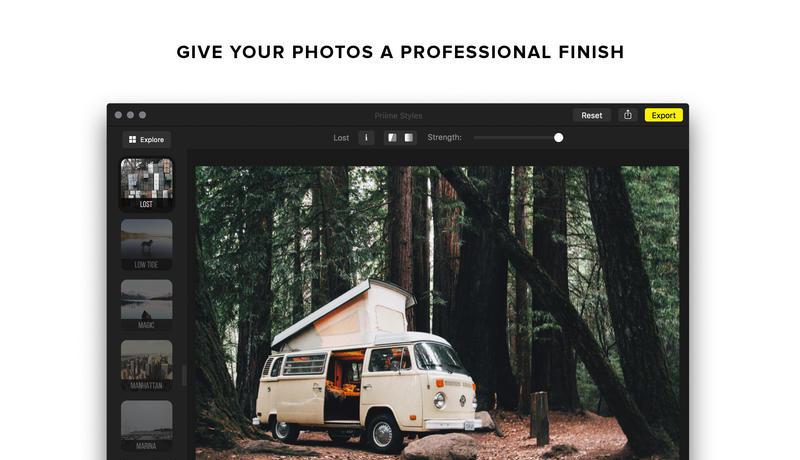 GIVE YOUR PHOTOS A PROFESSIONAL FINISH
Priime Styles
Reset
Export
Explore
Lost
i
Strength:
LOST
LOW TIDE
MAGIC
MANHATTAN
MARINA